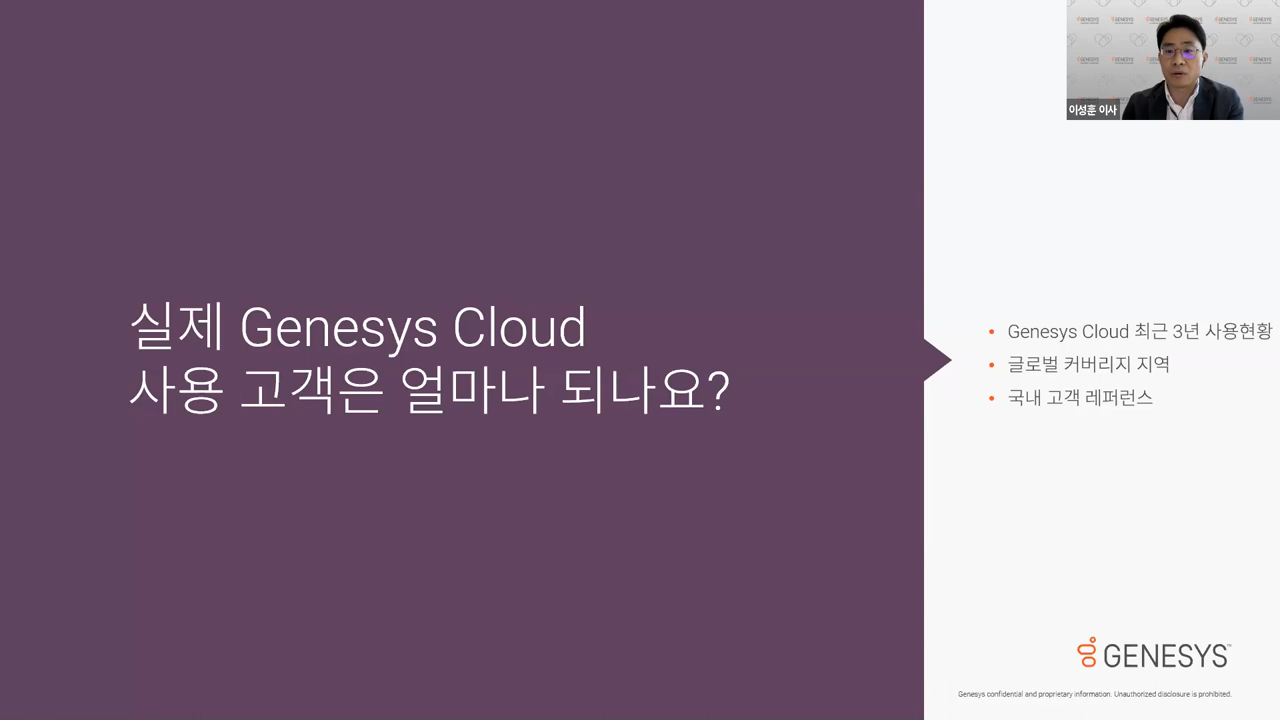 실제 Genesys Cloud
사용 고객은 얼마나 되나요?
이성훈 이사
• Genesys Cloud 최근 3년 사용현황
• 글로벌 커버리지 지역
• 국내 고객 레퍼런스
GENESYS
Genesys confidential and proprietary information. Unauthorized disclosure is prohibited.